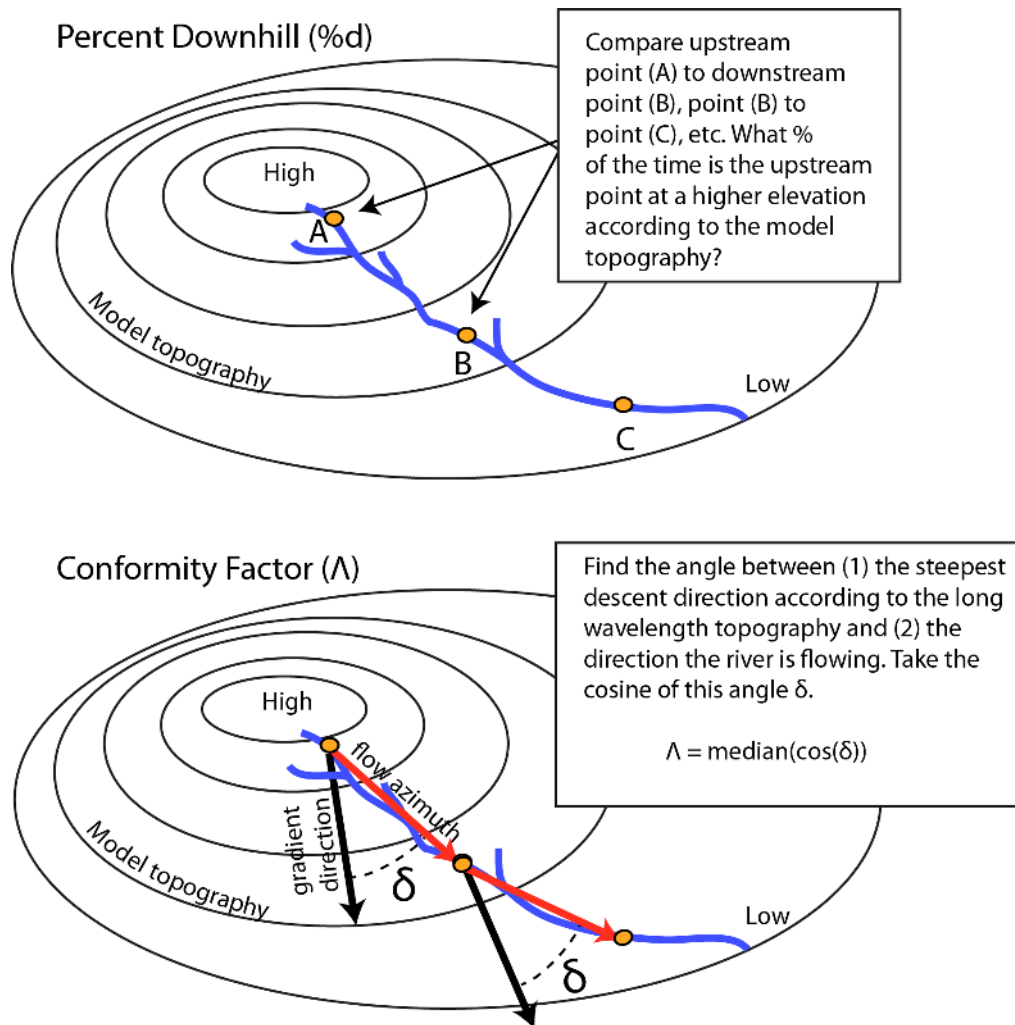 Percent Downhill (%d)
Compare upstream
point (A) to downstream
point (B), point (B) to
point (C), etc. What %
of the time is the upstream
point at a higher elevation
according to the model
topography?
High
A
Model topography
B
Low
C
Conformity Factor (Λ)
Find the angle between (1) the steepest
descent direction according to the long
wavelength topography and (2) the
direction the river is flowing. Take the
cosine of this angle δ.
Λ = median(cos(δ))
High
flow azimuth
gradient
direction
Model topography
δ
Low
δ